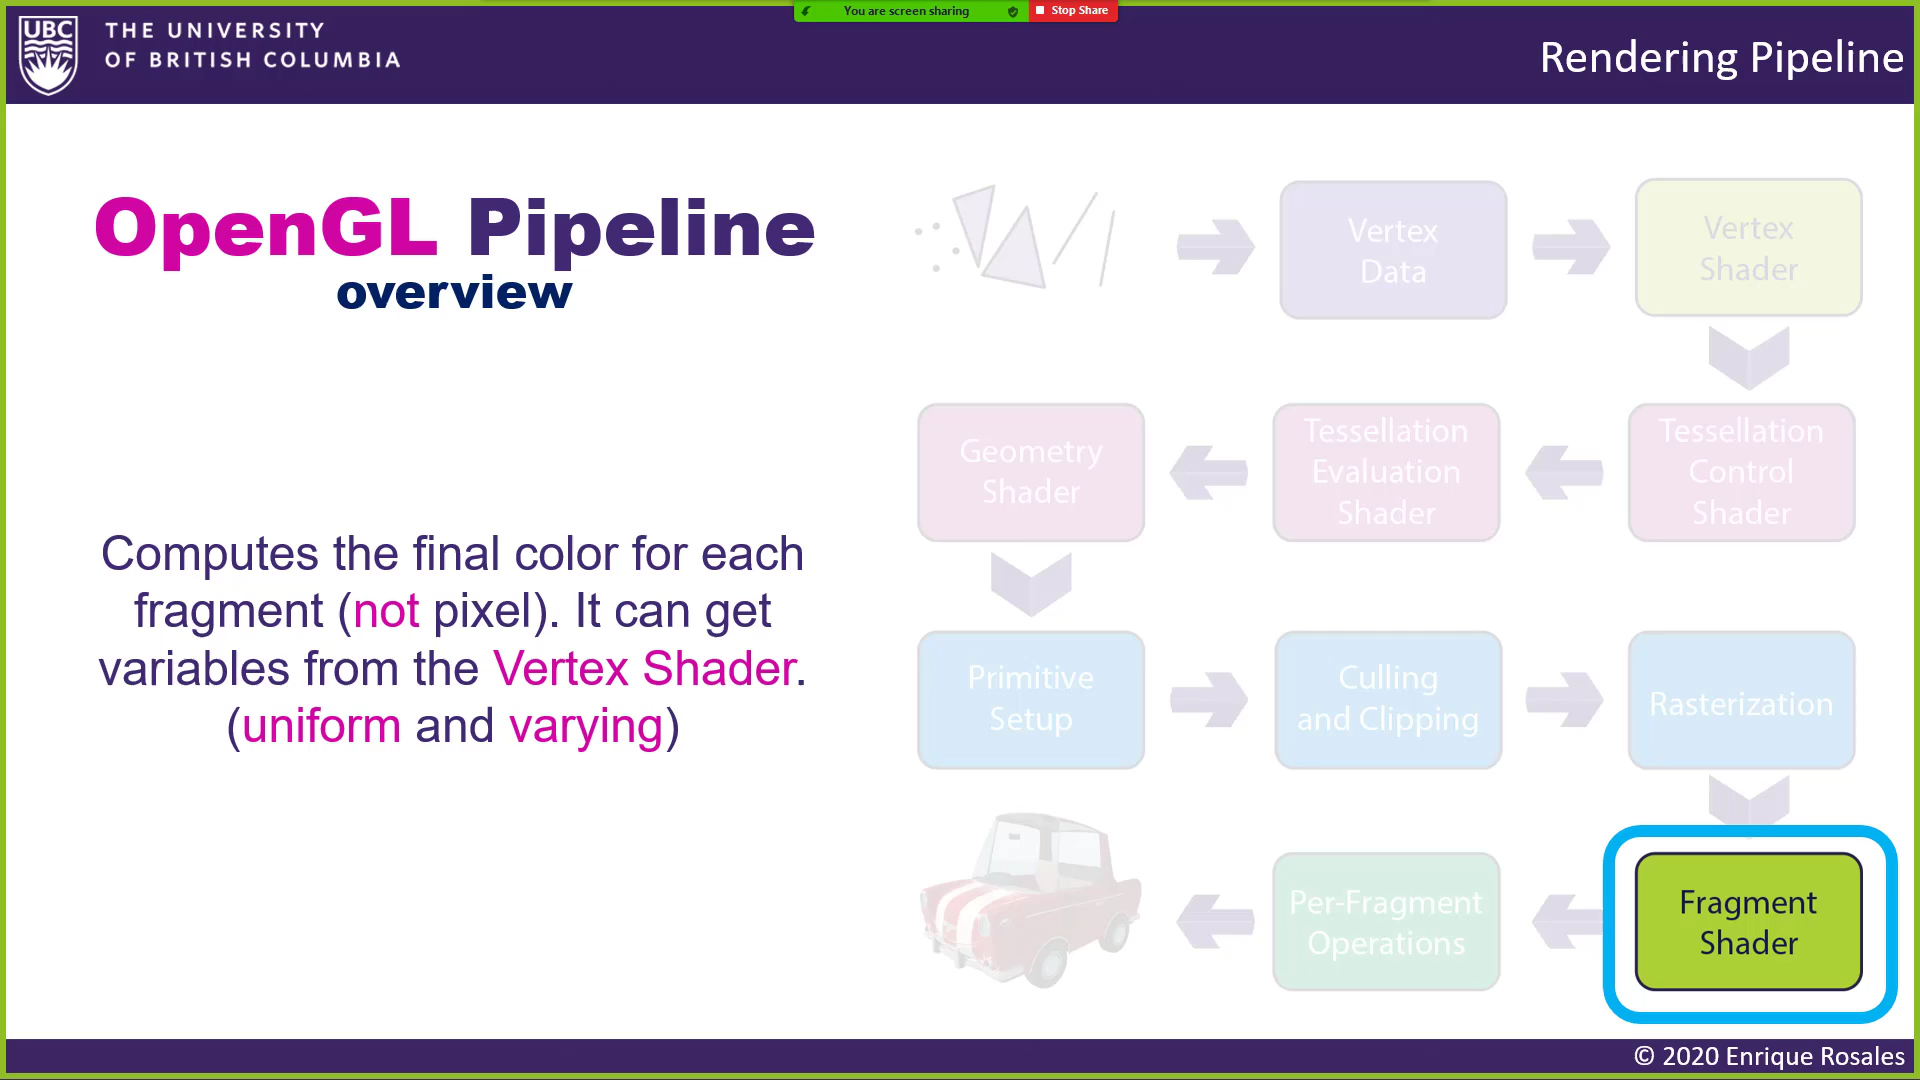 You are screen sharing
Stop Share
UBC
THE UNIVERSITY
OF BRITISH COLUMBIA
Rendering Pipeline
OpenGL Pipeline
overview
Computes the final color for each
fragment (not pixel). It can get
variables from the Vertex Shader.
(uniform and varying)
Vertex
Data
Vertex
Shader
Geometry
Shader
Tessellation
Evaluation
Shader
Tessellation
Control
Shader
Primitive
Setup
Culling
and Clipping
Rasterization
Per-Fragment
Operations
Fragment
Shader
© 2020 Enrique Rosales